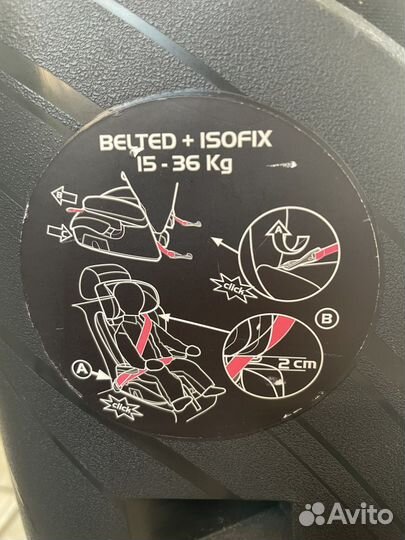 BELTED + ISOFIX
15 - 36 Kg
B
A
click
B
2 cm
A
click
Avito